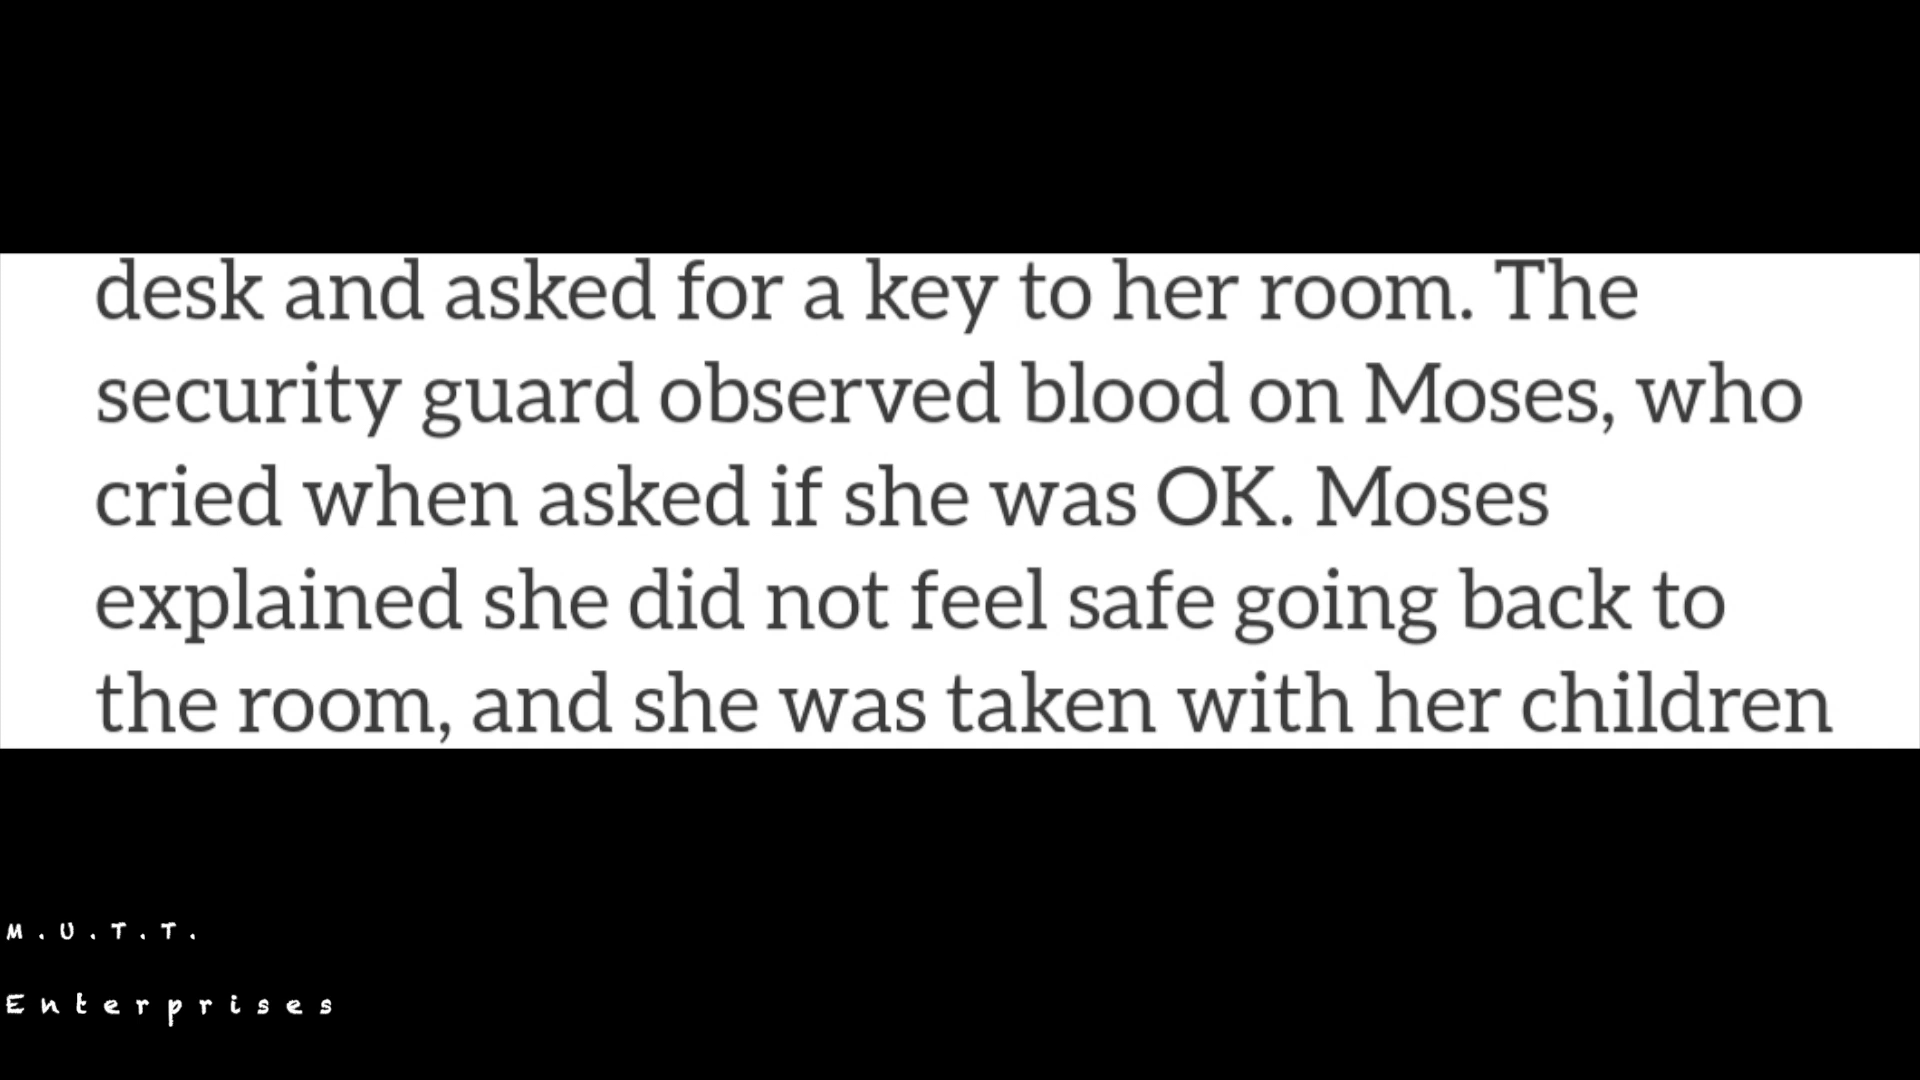 desk and asked for a key to her room. The
security guard observed blood on Moses, who
cried when asked if she was OK. Moses
explained she did not feel safe going back to
the room, and she was taken with her children
M.U.T.T.
Enterprises